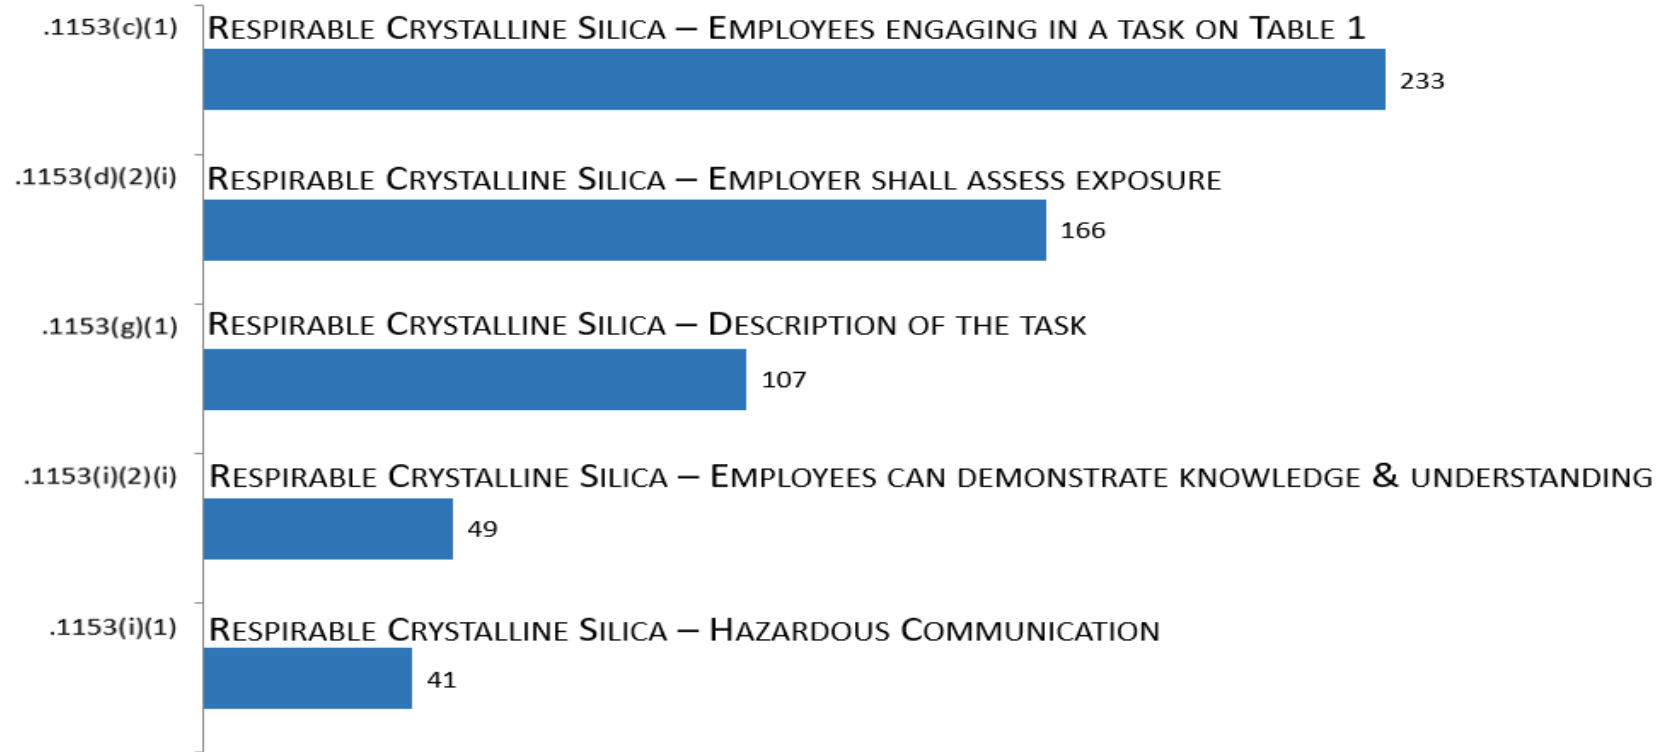 .1153(c)(1) Respirable Crystalline Silica – Employees engaging in a task on Table 1
233
.1153(d)(2)(i) Respirable Crystalline Silica – Employer shall assess exposure
166
.1153(g)(1) Respirable Crystalline Silica – Description of the task
107
.1153(i)(2)(i) Respirable Crystalline Silica – Employees can demonstrate knowledge & understanding
49
.1153(i)(1) Respirable Crystalline Silica – Hazardous Communication
41